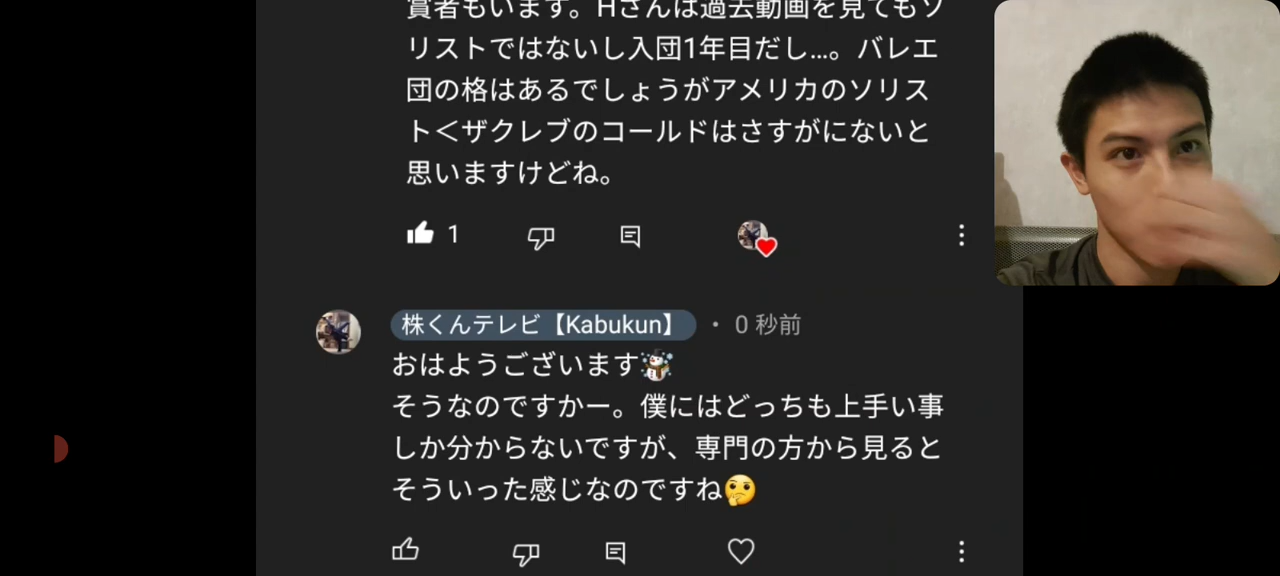 賞者もいます。Hさんは過去動画を見てもソ
リストではないし入団1年目だし...。バレエ
団の格はあるでしょうがアメリカのソリス
ト＜ザクレブのコールドはさすがにないと
思いますけどね。
1
株くんテレビ【Kabukun】 ・ 0 秒前
おはようございます☃️
そうなのですかー。僕にはどっちも上手い事
しか分からないですが、専門の方から見ると
そういった感じなのですね🤔